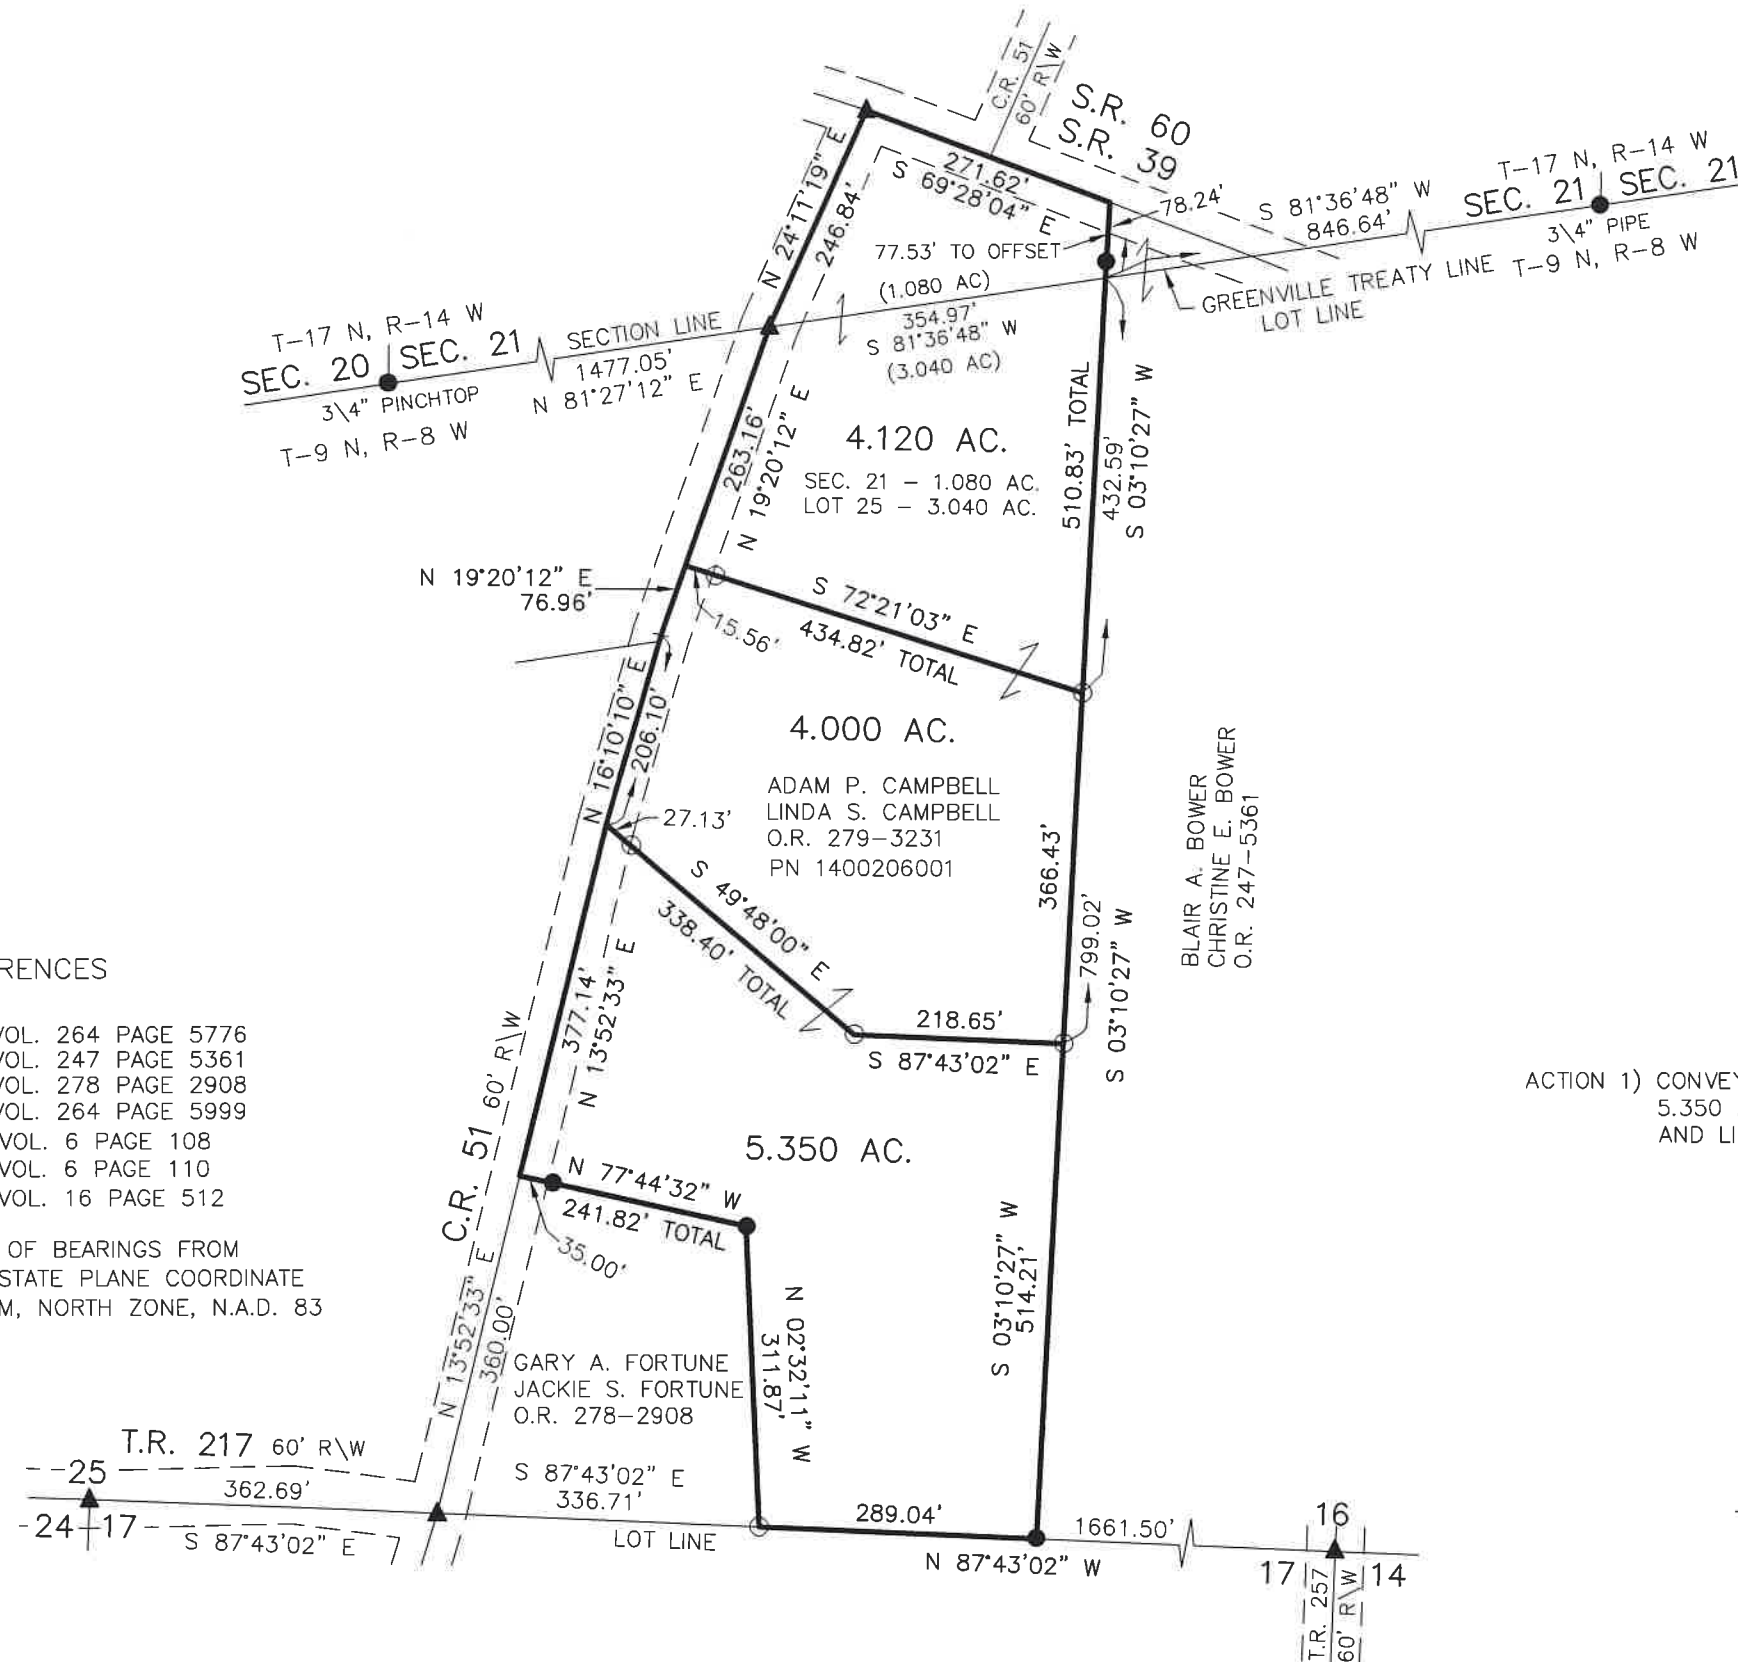 C.R. 51
60' R\W
S.R. 60
S.R. 39
271.62'
S 69°28'04" E
78.24'
77.53' TO OFFSET
N 24°11'19" E
246.84'
S 81°36'48" W
846.64'
T-17 N, R-14 W
SEC. 21
SEC. 21
3\4" PIPE
T-9 N, R-8 W
GREENVILLE TREATY LINE
LOT LINE
T-17 N, R-14 W
SEC. 20
SEC. 21
3\4" PINCHTOP
T-9 N, R-8 W
SECTION LINE
1477.05'
N 81°27'12" E
(1.080 AC)
354.97'
S 81°36'48" W
(3.040 AC)
263.16'
N 19°20'12" E
4.120 AC.
SEC. 21 - 1.080 AC.
LOT 25 - 3.040 AC.
510.83' TOTAL
432.59'
S 03°10'27" W
N 19°20'12" E
76.96'
15.56'
S 72°21'03" E
434.82' TOTAL
N 16°10'10" E
206.10'
4.000 AC.
ADAM P. CAMPBELL
LINDA S. CAMPBELL
O.R. 279-3231
PN 1400206001
27.13'
S 49°48'00" E
338.40' TOTAL
366.43'
799.02'
S 03°10'27" W
BLAIR A. BOWER
CHRISTINE E. BOWER
O.R. 247-5361
218.65'
S 87°43'02" E
377.14'
N 13°52'33" E
C.R. 51 60' R\W
5.350 AC.
N 77°44'32" W
241.82' TOTAL
35.00'
N 02°32'11" W
311.87'
S 03°10'27" W
514.21'
RENCES
VOL. 264 PAGE 5776
VOL. 247 PAGE 5361
VOL. 278 PAGE 2908
VOL. 264 PAGE 5999
VOL. 6 PAGE 108
VOL. 6 PAGE 110
VOL. 16 PAGE 512
OF BEARINGS FROM
STATE PLANE COORDINATE
M, NORTH ZONE, N.A.D. 83
ACTION 1) CONVEY
5.350
AND LI
N 13°52'33" E
360.00'
GARY A. FORTUNE
JACKIE S. FORTUNE
O.R. 278-2908
T.R. 217 60' R\W
25
362.69'
24
17
S 87°43'02" E
S 87°43'02" E
336.71'
LOT LINE
289.04'
N 87°43'02" W
1661.50'
16
17
14
T.R. 257
60' R\W